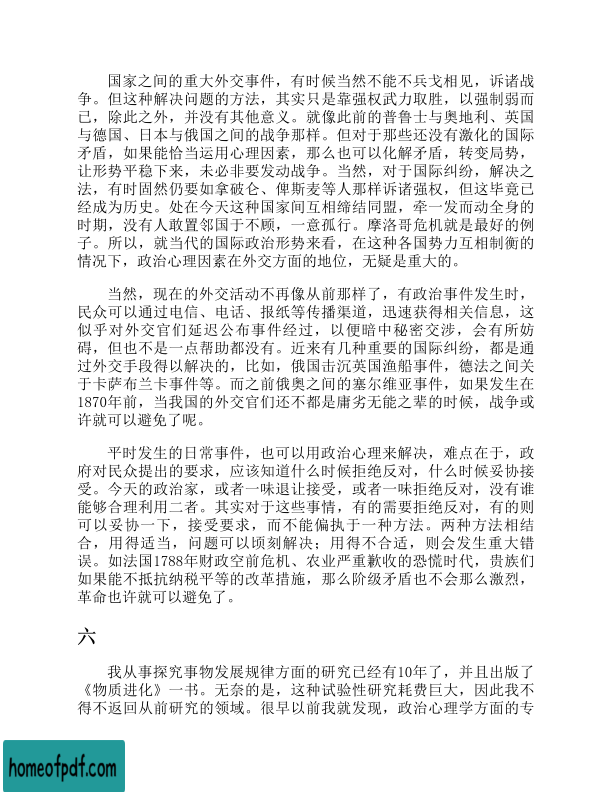 国家之间的重大外交事件，有时候当然不能不兵戈相见，诉诸战
争。但这种解决问题的方法，其实只是靠强权武力取胜，以强制弱而
已，除此之外，并没有其他意义。就像此前的普鲁士与奥地利、英国
与德国、日本与俄国之间的战争那样。但对于那些还没有激化的国际
矛盾，如果能恰当运用心理因素，那么也可以化解矛盾，转变局势，
让形势平稳下来，未必非要发动战争。当然，对于国际纠纷，解决之
法，有时固然仍要如拿破仑、俾斯麦等人那样诉诸强权，但这毕竟已
经成为历史。处在今天这种国家间互相缔结同盟，牵一发而动全身的
时期，没有人敢置邻国于不顾，一意孤行。摩洛哥危机就是最好的例
子。所以，就当代的国际政治形势来看，在这种各国势力互相制衡的
情况下，政治心理因素在外交方面的地位，无疑是重大的。
当然，现在的外交活动不再像从前那样了，有政治事件发生时，
民众可以通过电信、电话、报纸等传播渠道，迅速获得相关信息，这
似乎对外交官们延迟公布事件经过，以便暗中秘密交涉，会有所妨
碍，但也不是一点帮助都没有。近来有几种重要的国际纠纷，都是通
过外交手段得以解决的，比如，俄国击沉英国渔船事件，德法之间关
于卡萨布兰卡事件等。而之前俄奥之间的塞尔维亚事件，如果发生在
1870年前，当我国的外交官们还不都是庸劣无能之辈的时候，战争或
许就可以避免了呢。
平时发生的日常事件，也可以用政治心理来解决，难点在于，政
府对民众提出的要求，应该知道什么时候拒绝反对，什么时候妥协接
受。今天的政治家，或者一味退让接受，或者一味拒绝反对，没有谁
能够合理利用二者。其实对于这些事情，有的需要拒绝反对，有的则
可以妥协一下，接受要求，而不能偏执于一种方法。两种方法相结
合，用得适当，问题可以顷刻解决；用得不合适，则会发生重大错
误。如法国1788年财政空前危机、农业严重歉收的恐慌时代，贵族们
如果能不抵抗纳税平等的改革措施，那么阶级矛盾也不会那么激烈，
革命也许就可以避免了。
六
我从事探究事物发展规律方面的研究已经有10年了，并且出版了
《物质进化》一书。无奈的是，这种试验性研究耗费巨大，因此我不
得不返回从前研究的领域。很早以前我就发现，政治心理学方面的专
homeofpdf.com